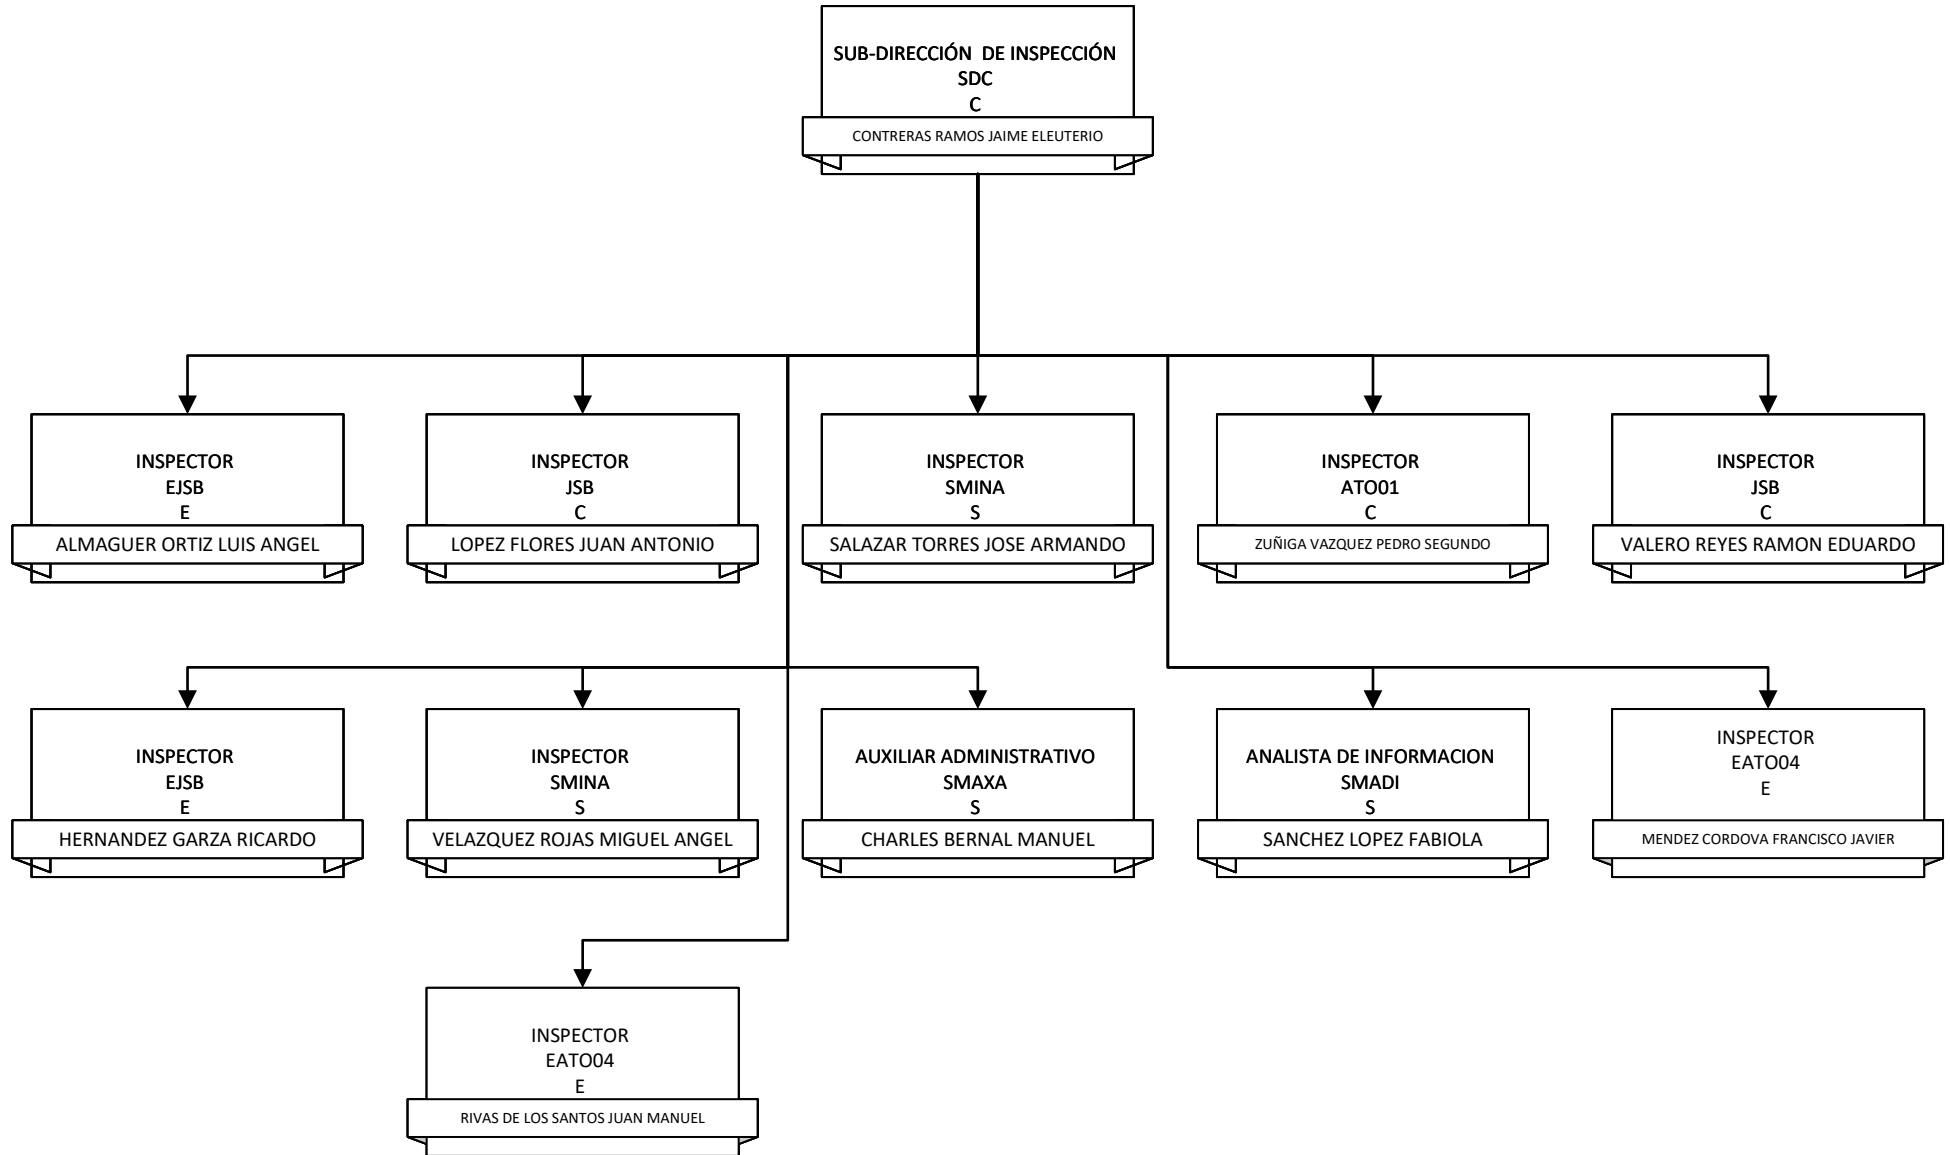 SUB-DIRECCIÓN DE INSPECCIÓN
SDC
C
CONTRERAS RAMOS JAIME ELEUTERIO
INSPECTOR
EJSB
E
ALMAGUER ORTIZ LUIS ANGEL
INSPECTOR
JSB
C
LOPEZ FLORES JUAN ANTONIO
INSPECTOR
SMINA
S
SALAZAR TORRES JOSE ARMANDO
INSPECTOR
ATO01
C
ZUÑIGA VAZQUEZ PEDRO SEGUNDO
INSPECTOR
JSB
C
VALERO REYES RAMON EDUARDO
INSPECTOR
EJSB
E
HERNANDEZ GARZA RICARDO
INSPECTOR
SMINA
S
VELAZQUEZ ROJAS MIGUEL ANGEL
AUXILIAR ADMINISTRATIVO
SMAXA
S
CHARLES BERNAL MANUEL
ANALISTA DE INFORMACION
SMADI
S
SANCHEZ LOPEZ FABIOLA
INSPECTOR
EATO04
E
MENDEZ CORDOVA FRANCISCO JAVIER
INSPECTOR
EATO04
E
RIVAS DE LOS SANTOS JUAN MANUEL